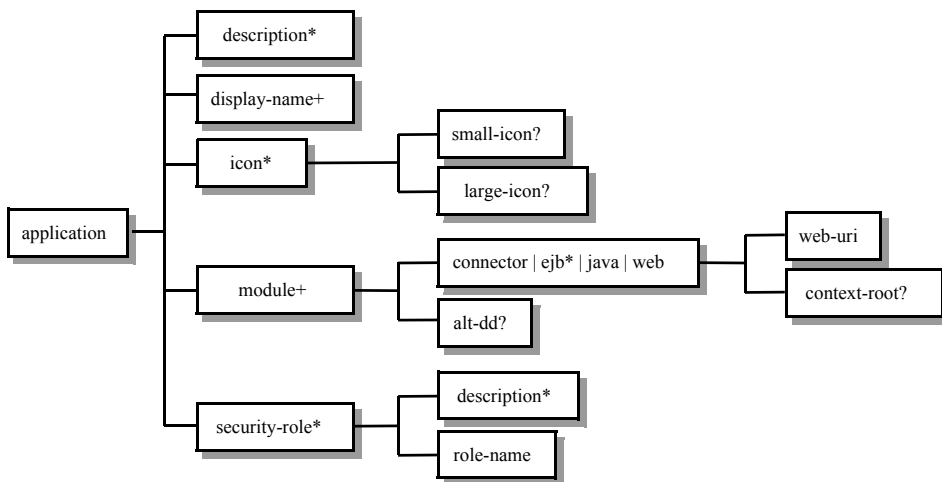 description*
display-name+
icon*
small-icon?
large-icon?
application
module+
connector | ejb* | java | web
web-uri
context-root?
alt-dd?
security-role*
description*
role-name